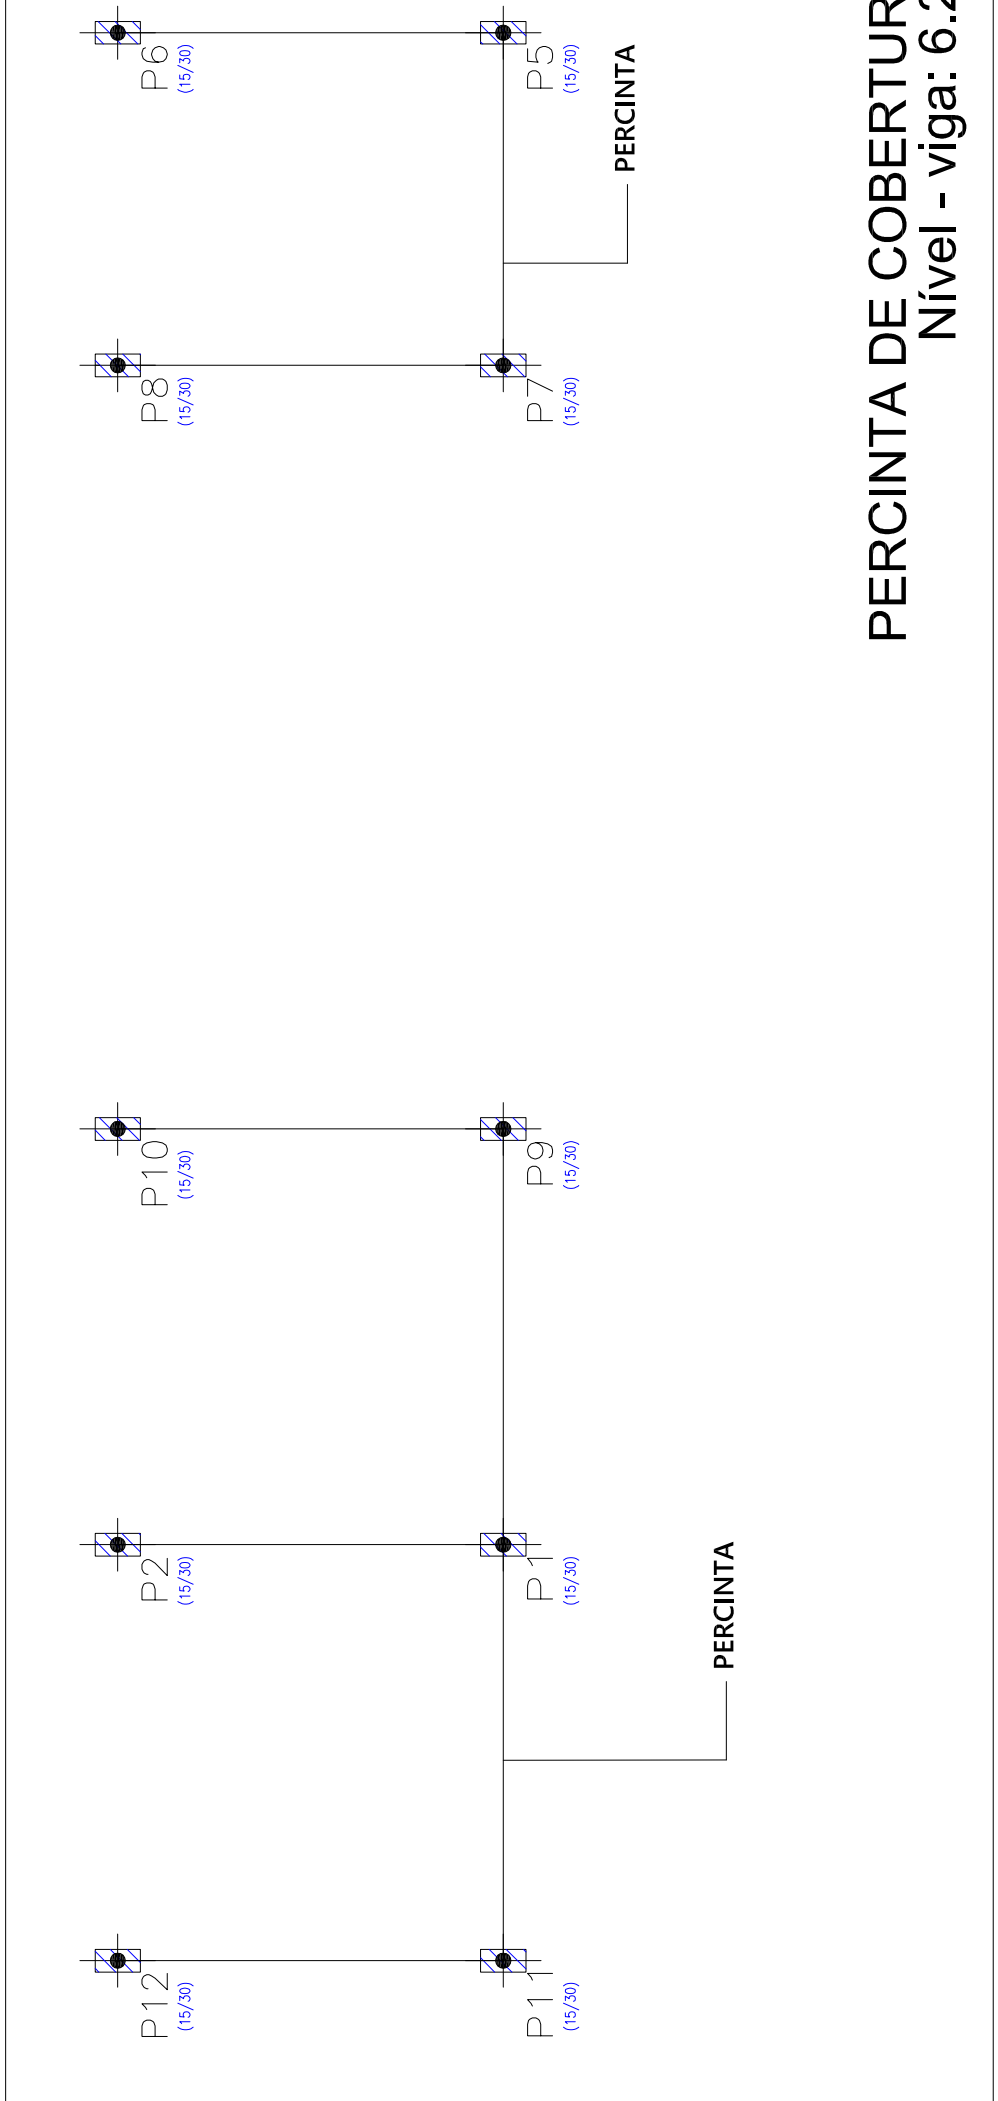 P12
(15/30)
P2
(15/30)
P10
(15/30)
P8
(15/30)
P6
(15/30)
P11
(15/30)
P1
(15/30)
P9
(15/30)
P7
(15/30)
P5
(15/30)
PERCINTA
PERCINTA
PERCINTA DE COBERTUR
Nível - viga: 6.2